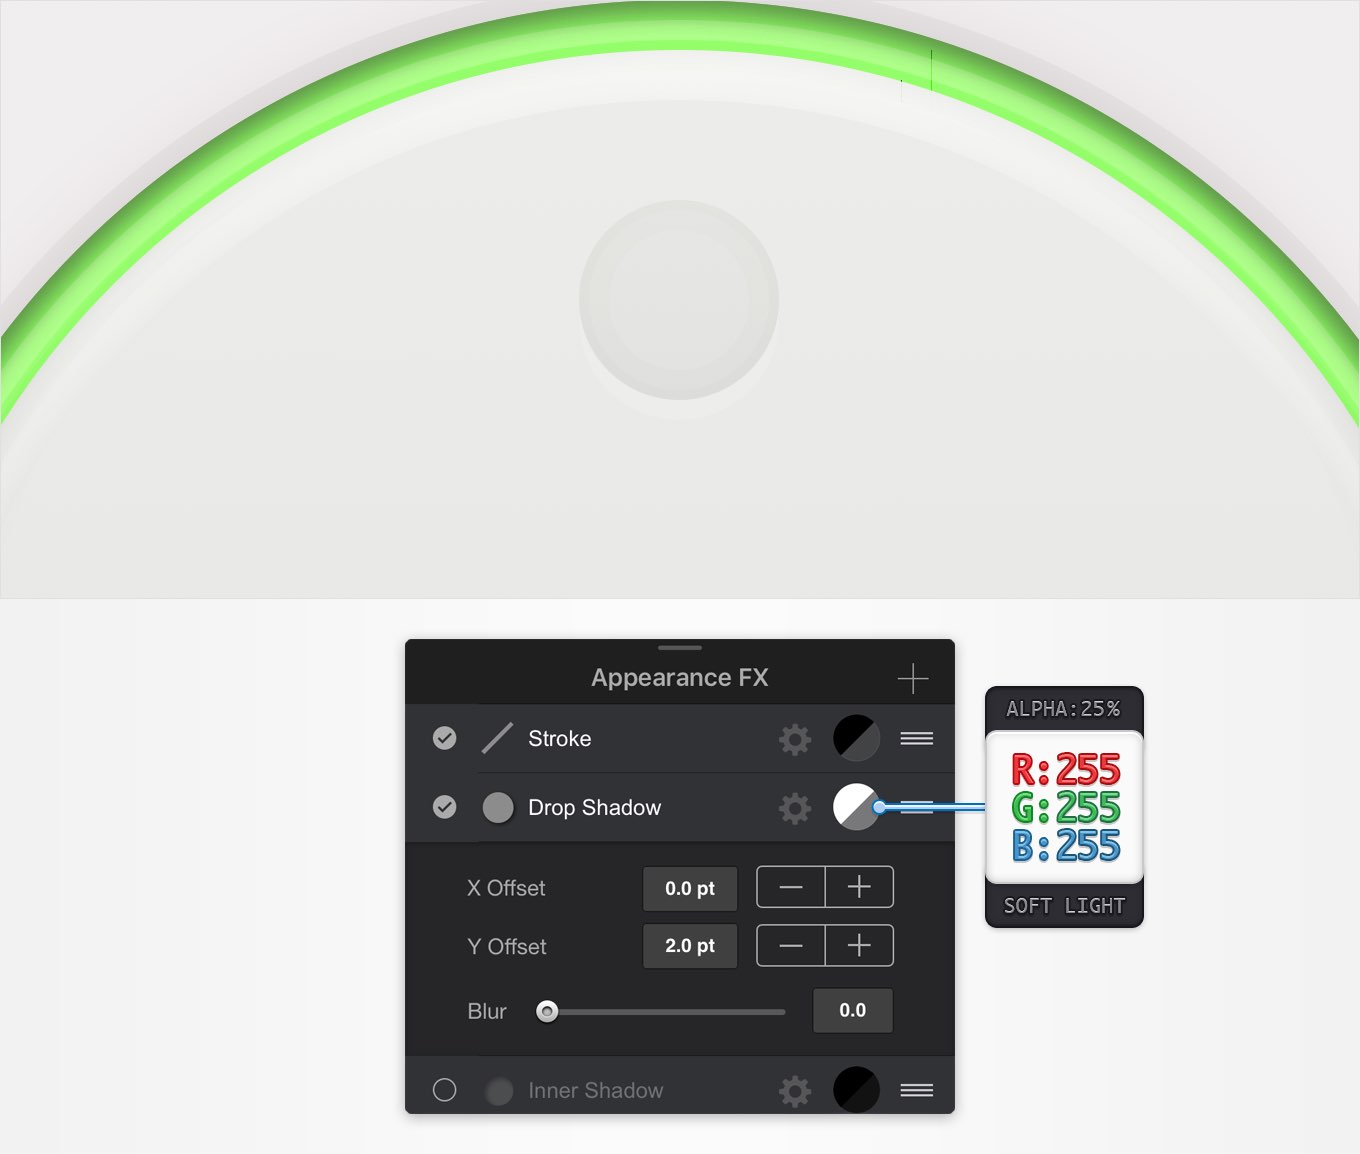 Appearance FX
Stroke
Drop Shadow
X Offset 0.0 pt
Y Offset 2.0 pt
Blur 0.0
Inner Shadow
ALPHA:25%
R:255
G:255
B:255
SOFT LIGHT